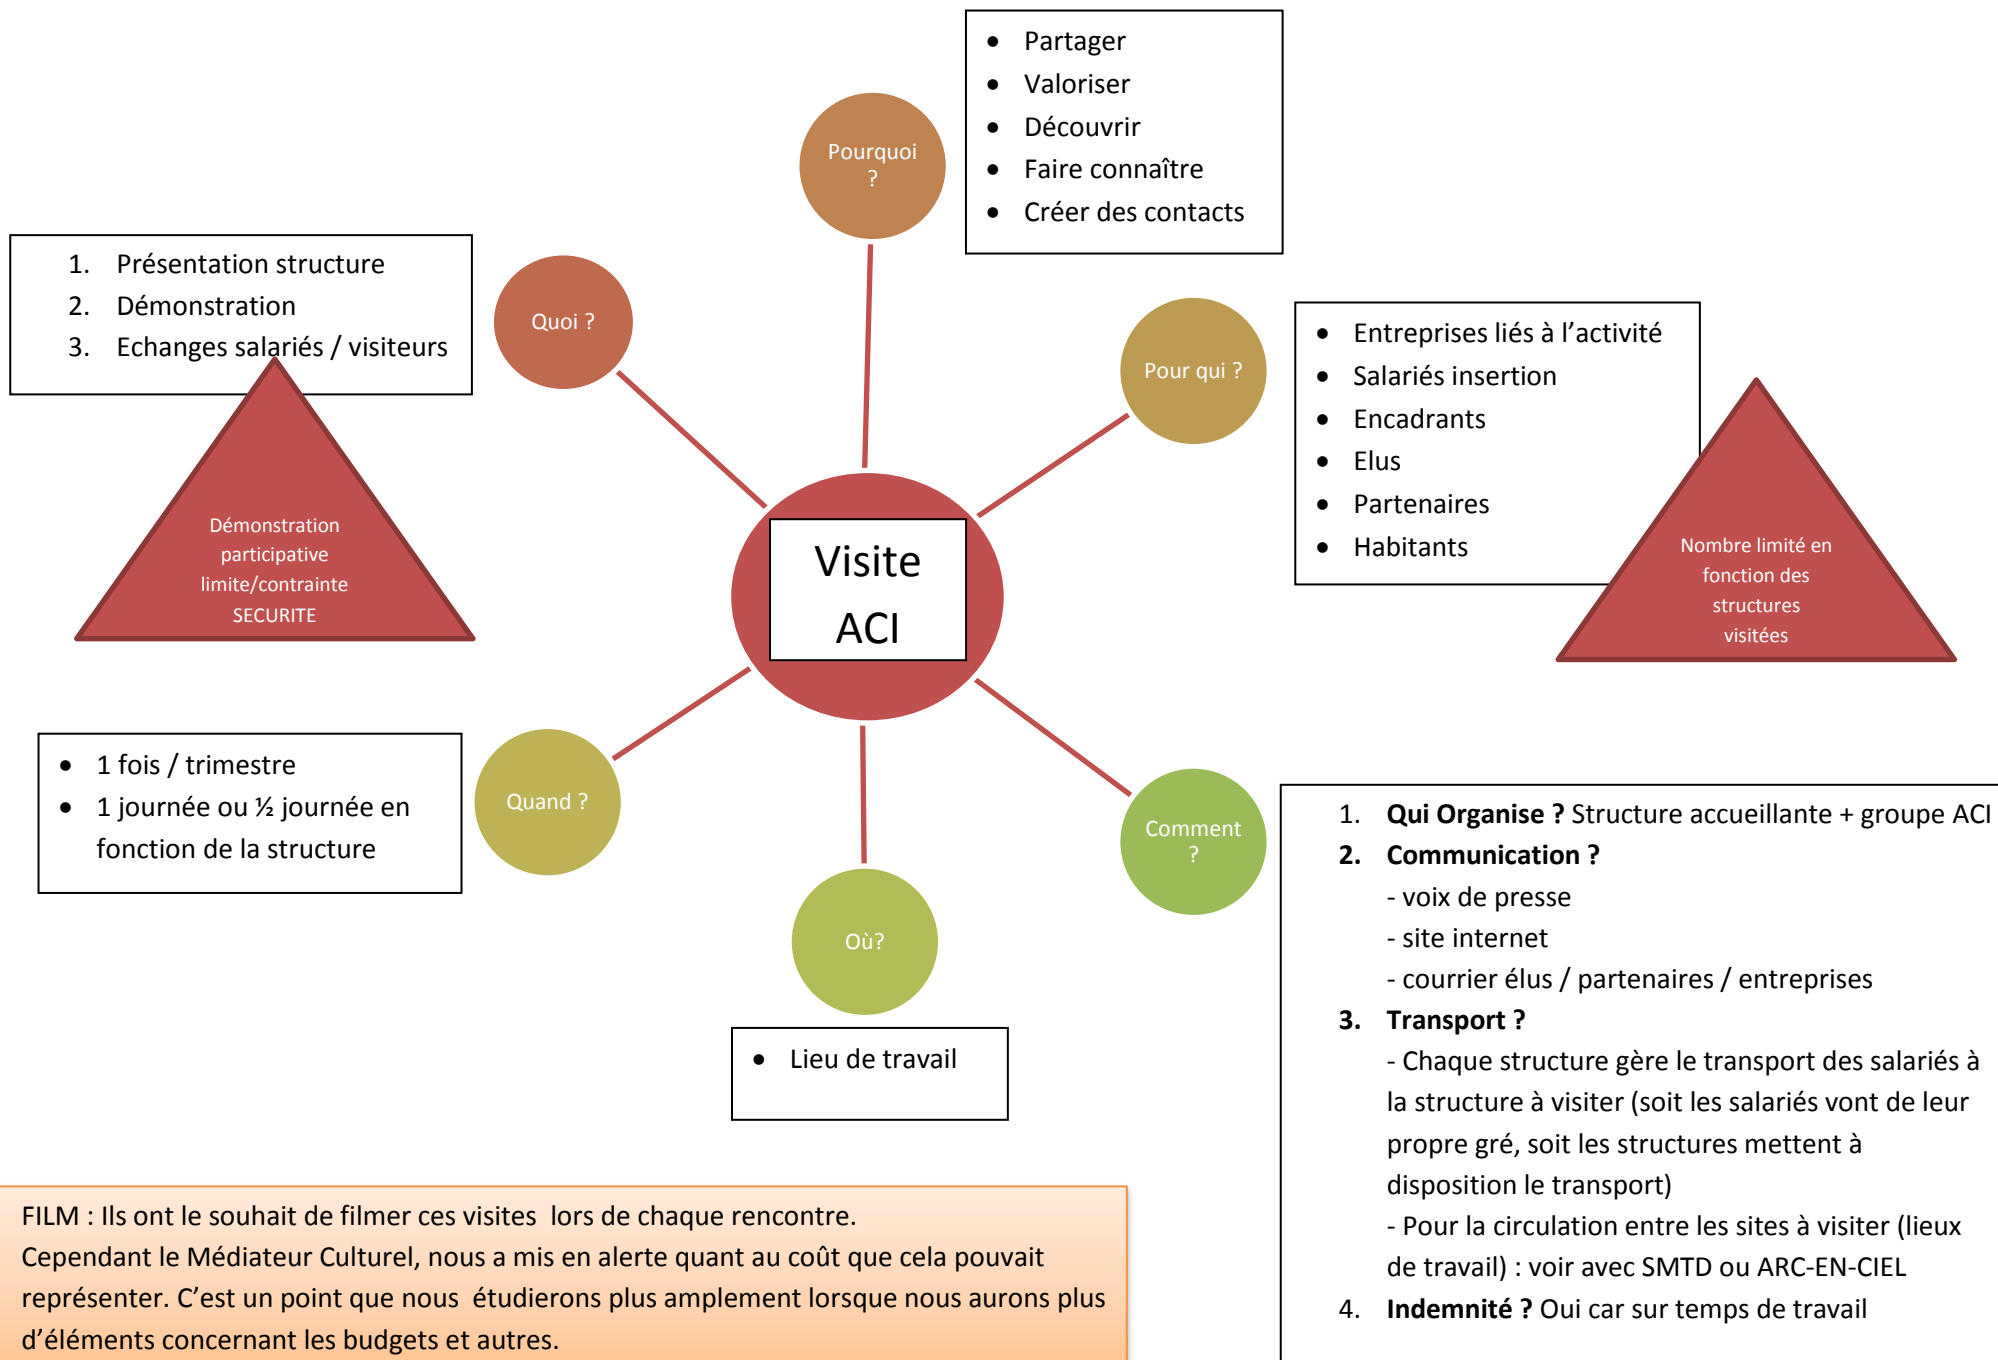 Pourquoi
?
• Partager
• Valoriser
• Découvrir
• Faire connaître
• Créer des contacts
1. Présentation structure
2. Démonstration
3. Echanges salariés / visiteurs
Quoi ?
Démonstration
participative
limite/contrainte
SECURITE
Pour qui ?
• Entreprises liés à l’activité
• Salariés insertion
• Encadrants
• Elus
• Partenaires
• Habitants
Nombre limité en
fonction des
structures
visitées
Visite
ACI
• 1 fois / trimestre
• 1 journée ou ½ journée en
fonction de la structure
Quand ?
Où?
• Lieu de travail
Comment
?
1. Qui Organise ? Structure accueillante + groupe ACI
2. Communication ?
- voix de presse
- site internet
- courrier élus / partenaires / entreprises
3. Transport ?
- Chaque structure gère le transport des salariés à
la structure à visiter (soit les salariés vont de leur
propre gré, soit les structures mettent à
disposition le transport)
- Pour la circulation entre les sites à visiter (lieux
de travail) : voir avec SMTD ou ARC-EN-CIEL
4. Indemnité ? Oui car sur temps de travail
FILM : Ils ont le souhait de filmer ces visites  lors de chaque rencontre.
Cependant le Médiateur Culturel, nous a mis en alerte quant au coût que cela pouvait
représenter. C’est un point que nous  étudierons plus amplement lorsque nous aurons plus
d’éléments concernant les budgets et autres.